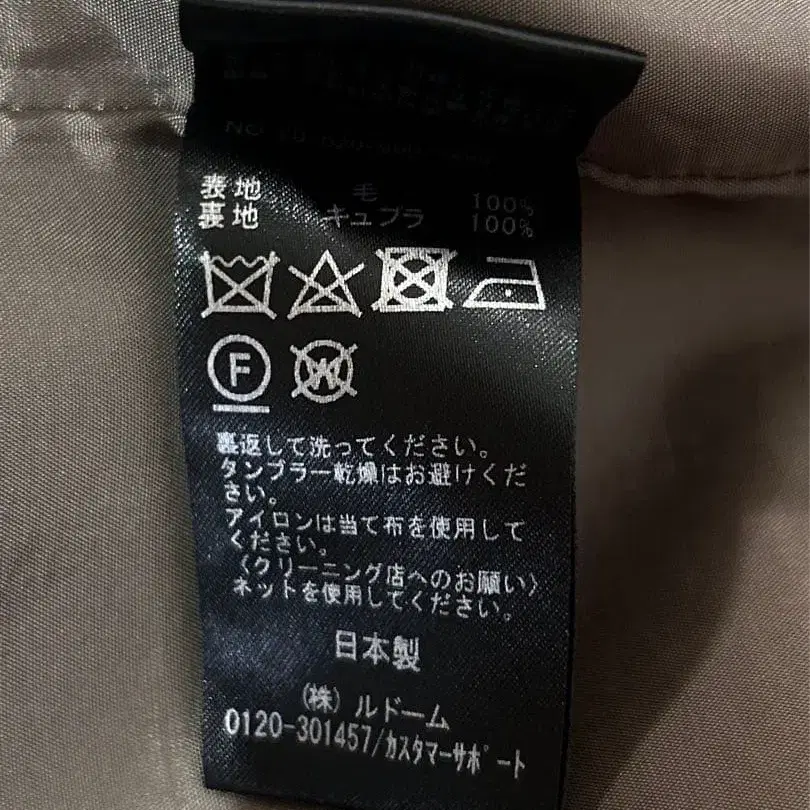 表地 毛 100%
裏地 キュプラ 100%
F
W
裏返して洗ってください。
タンブラー乾燥はお避けくだ
さい。
アイロンは当て布を使用して
ください。
〈クリーニング店へのお願い〉
ネットを使用してください。
日本製
(株)ルドーム
0120-301457/カスタマーサポート